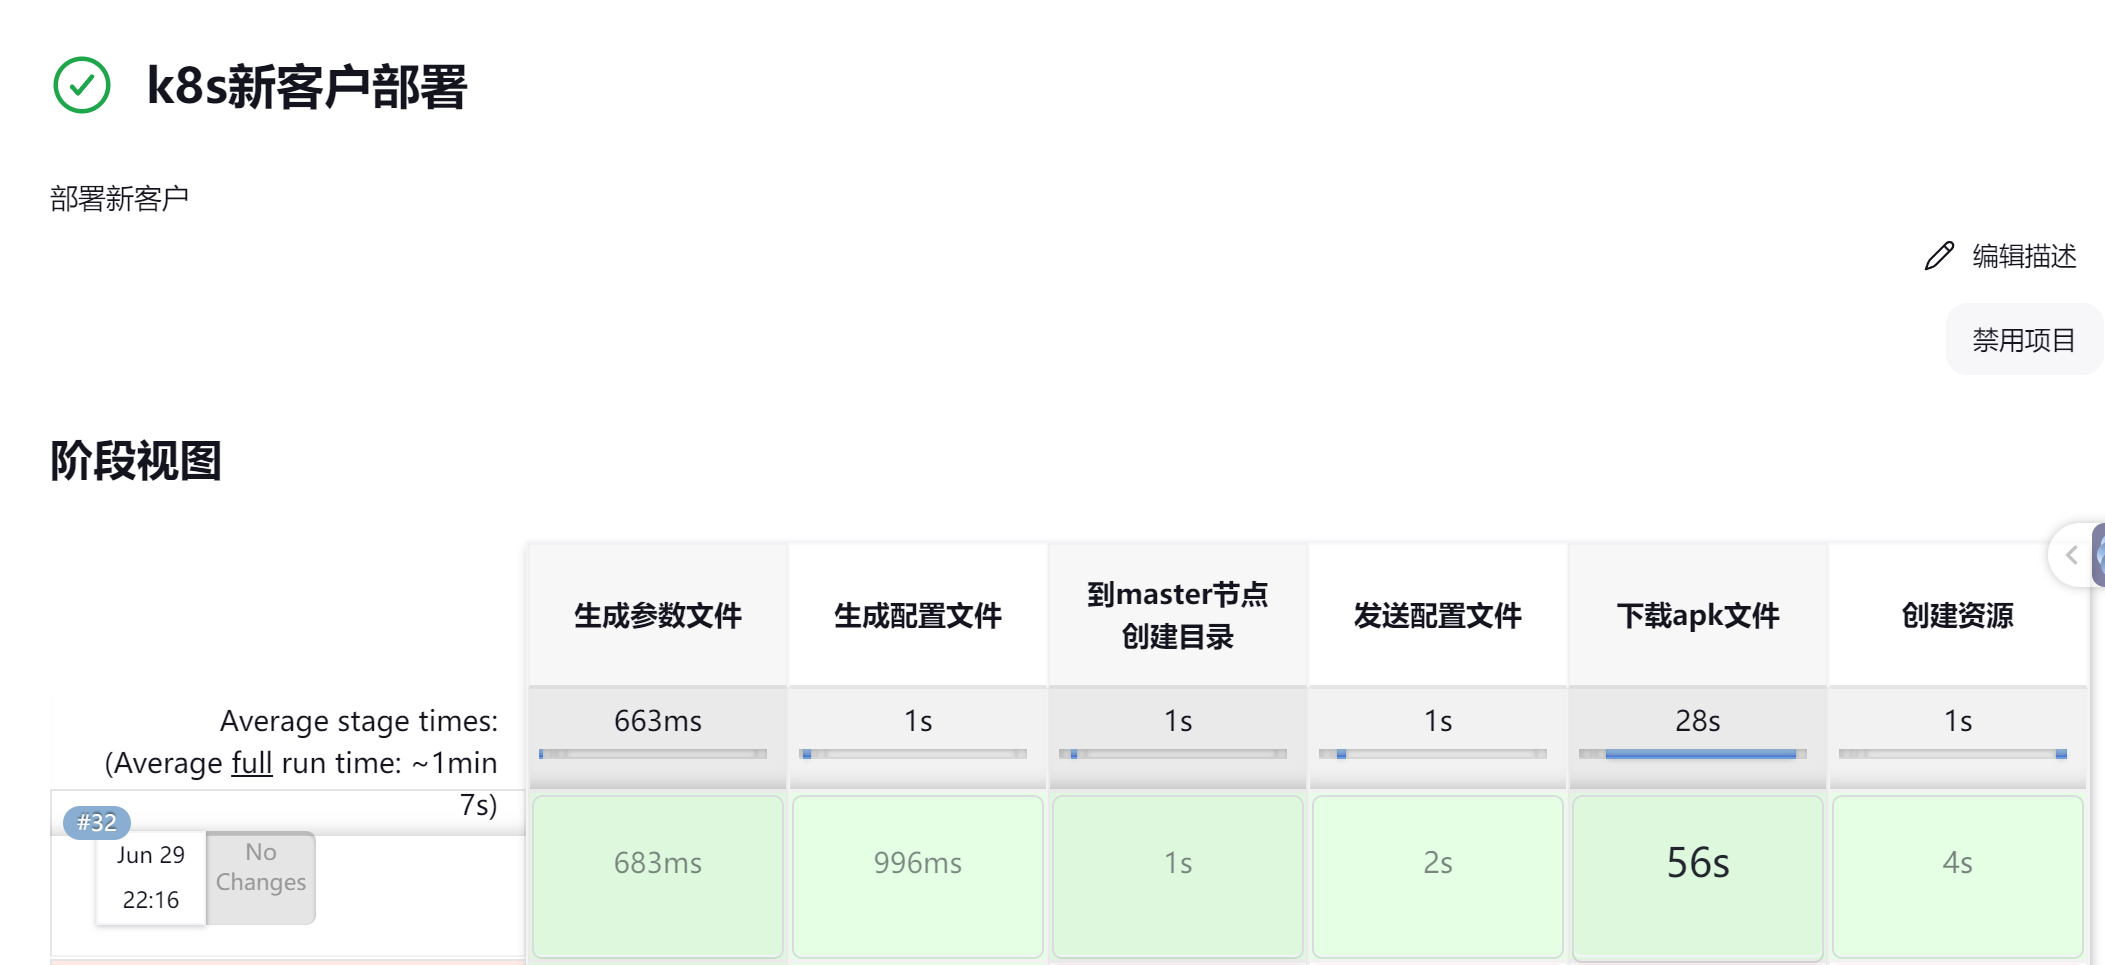 k8s新客户部署
部署新客户
编辑描述
禁用项目
阶段视图
生成参数文件
生成配置文件
到master节点
创建目录
发送配置文件
下载apk文件
创建资源
Average stage times:
(Average full run time: ~1min
7s)
663ms
1s
1s
1s
28s
1s
#32
Jun 29
22:16
No
Changes
683ms
996ms
1s
2s
56s
4s